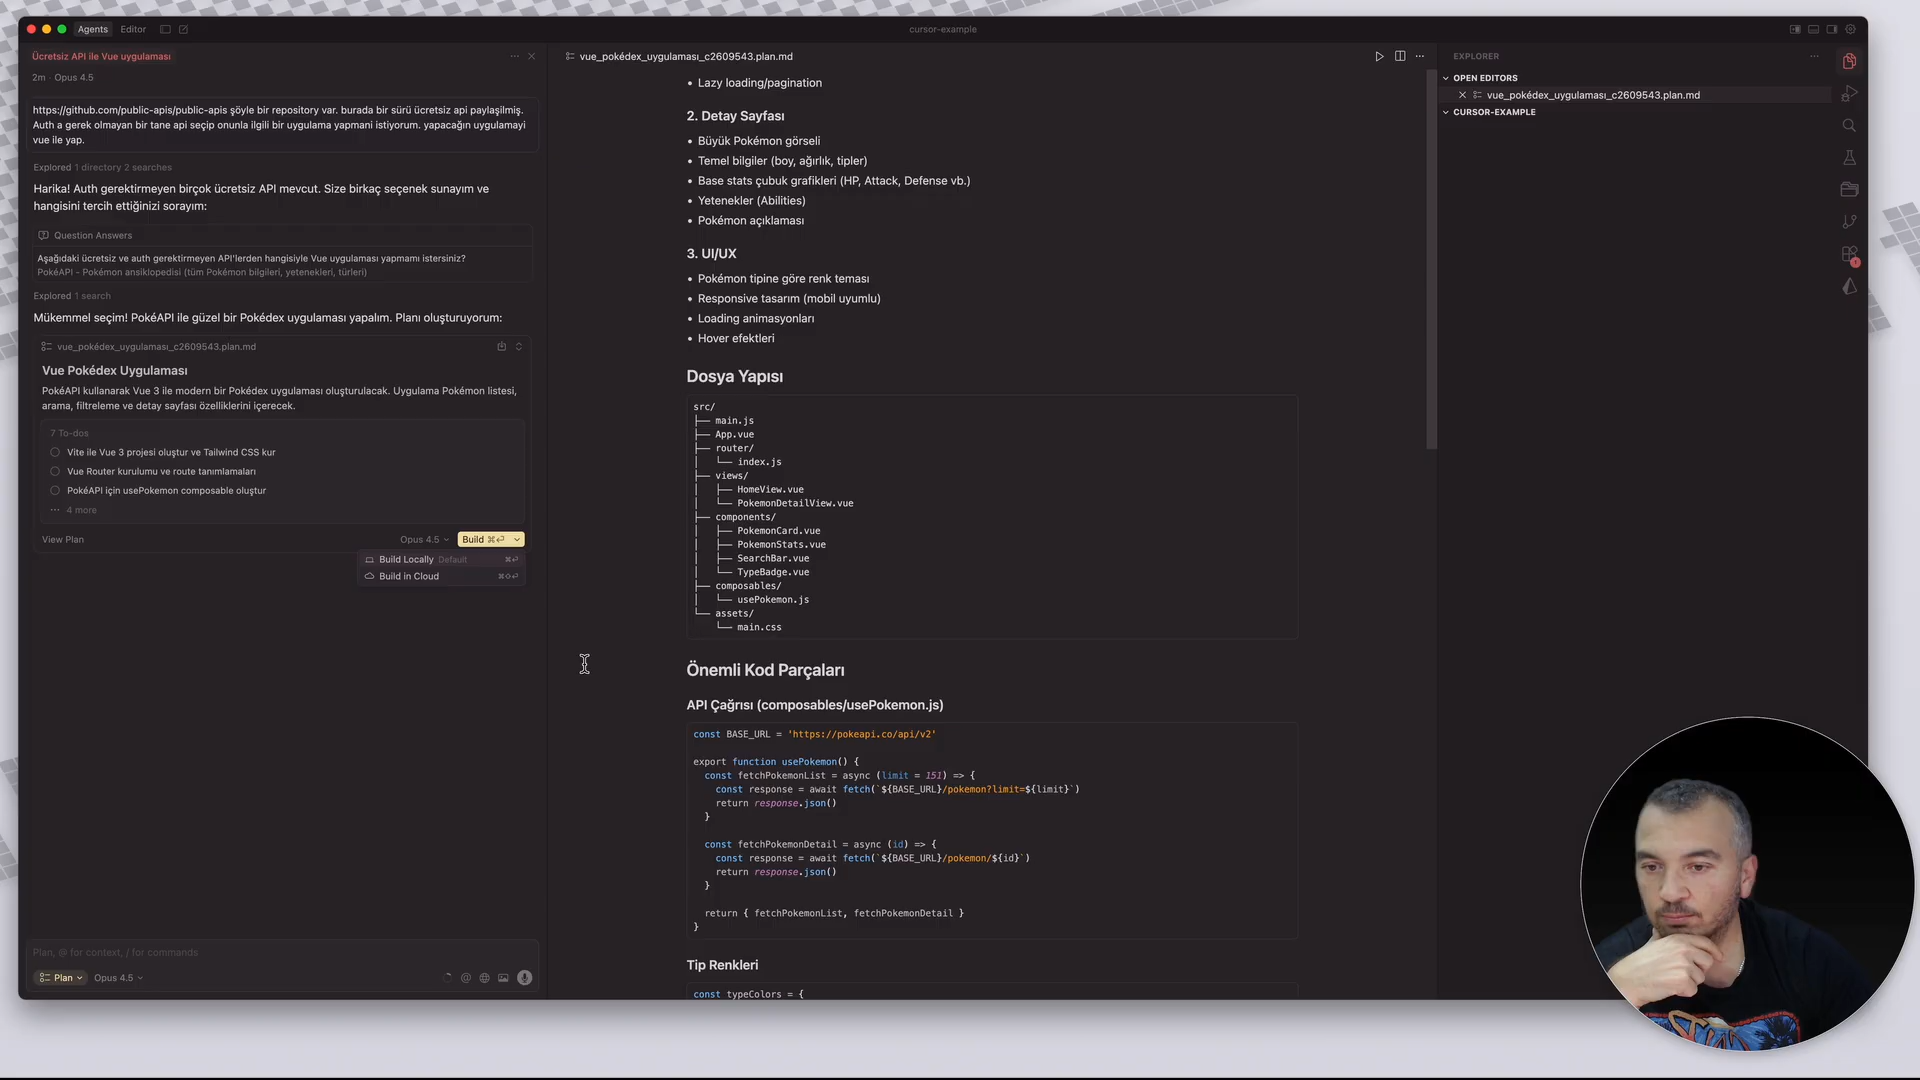 Agents
Editor
cursor-example
Ücretsiz API ile Vue uygulaması
2m · Opus 4.5
https://github.com/public-apis/public-apis şöyle bir repository var. burada bir sürü ücretsiz api paylaşilmiş.
Auth a gerek olmayan bir tane api seçip onunla ilgili bir uygulama yapmani istiyorum. yapacağın uygulamayi
vue ile yap.
Explored 1 directory 2 searches
Harika! Auth gerektirmeyen birçok ücretsiz API mevcut. Size birkaç seçenek sunayım ve
hangisini tercih ettiğinizi sorayım:
Question Answers
Aşağıdaki ücretsiz ve auth gerektirmeyen API'lerden hangisiyle Vue uygulaması yapmamı istersiniz?
PokéAPI - Pokémon ansiklopedisi (tüm Pokémon bilgileri, yetenekleri, türleri)
Explored 1 search
Mükemmel seçim! PokéAPI ile güzel bir Pokédex uygulaması yapalım. Planı oluşturuyorum:
vue_pokédex_uygulaması_c2609543.plan.md
Vue Pokédex Uygulaması
PokéAPI kullanarak Vue 3 ile modern bir Pokédex uygulaması oluşturulacak. Uygulama Pokémon listesi,
arama, filtreleme ve detay sayfası özelliklerini içerecek.
7 To-dos
Vite ile Vue 3 projesi oluştur ve Tailwind CSS kur
Vue Router kurulumu ve route tanımlamaları
PokéAPI için usePokemon composable oluştur
··· 4 more
View Plan
Opus 4.5
Build ⌘⏎
Build Locally Default ⌘⏎
Build in Cloud ⌘⇧⏎
Plan, @ for context, / for commands
Plan
Opus 4.5
vue_pokédex_uygulaması_c2609543.plan.md
• Lazy loading/pagination
2. Detay Sayfası
• Büyük Pokémon görseli
• Temel bilgiler (boy, ağırlık, tipler)
• Base stats çubuk grafikleri (HP, Attack, Defense vb.)
• Yetenekler (Abilities)
• Pokémon açıklaması
3. UI/UX
• Pokémon tipine göre renk teması
• Responsive tasarım (mobil uyumlu)
• Loading animasyonları
• Hover efektleri
Dosya Yapısı
src/
├── main.js
├── App.vue
├── router/
│   └── index.js
├── views/
│   ├── HomeView.vue
│   └── PokemonDetailView.vue
├── components/
│   ├── PokemonCard.vue
│   ├── PokemonStats.vue
│   ├── SearchBar.vue
│   └── TypeBadge.vue
├── composables/
│   └── usePokemon.js
└── assets/
    └── main.css
Önemli Kod Parçaları
API Çağrısı (composables/usePokemon.js)
const BASE_URL = 'https://pokeapi.co/api/v2'
export function usePokemon() {
  const fetchPokemonList = async (limit = 151) => {
    const response = await fetch(`${BASE_URL}/pokemon?limit=${limit}`)
    return response.json()
  }
  const fetchPokemonDetail = async (id) => {
    const response = await fetch(`${BASE_URL}/pokemon/${id}`)
    return response.json()
  }
  return { fetchPokemonList, fetchPokemonDetail }
}
Tip Renkleri
const typeColors = {
EXPLORER
OPEN EDITORS
vue_pokédex_uygulaması_c2609543.plan.md
CURSOR-EXAMPLE